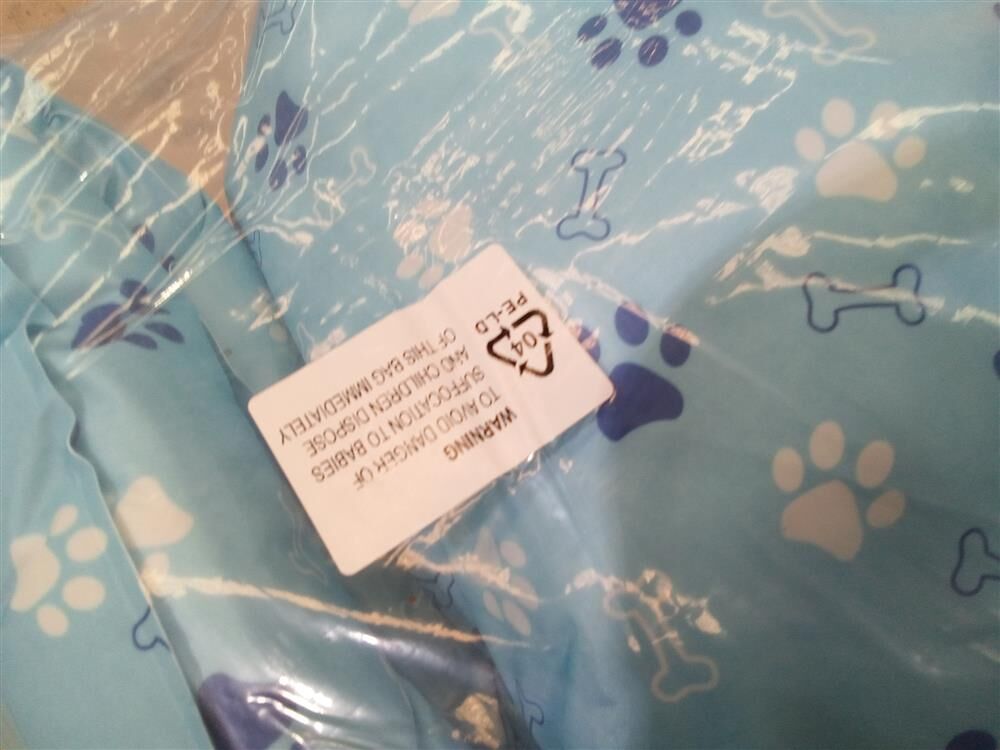 WARNING
TO AVOID DANGER OF
SUFFOCATION TO BABIES
AND CHILDREN DISPOSE
OF THIS BAG IMMEDIATELY
04
PE-LD